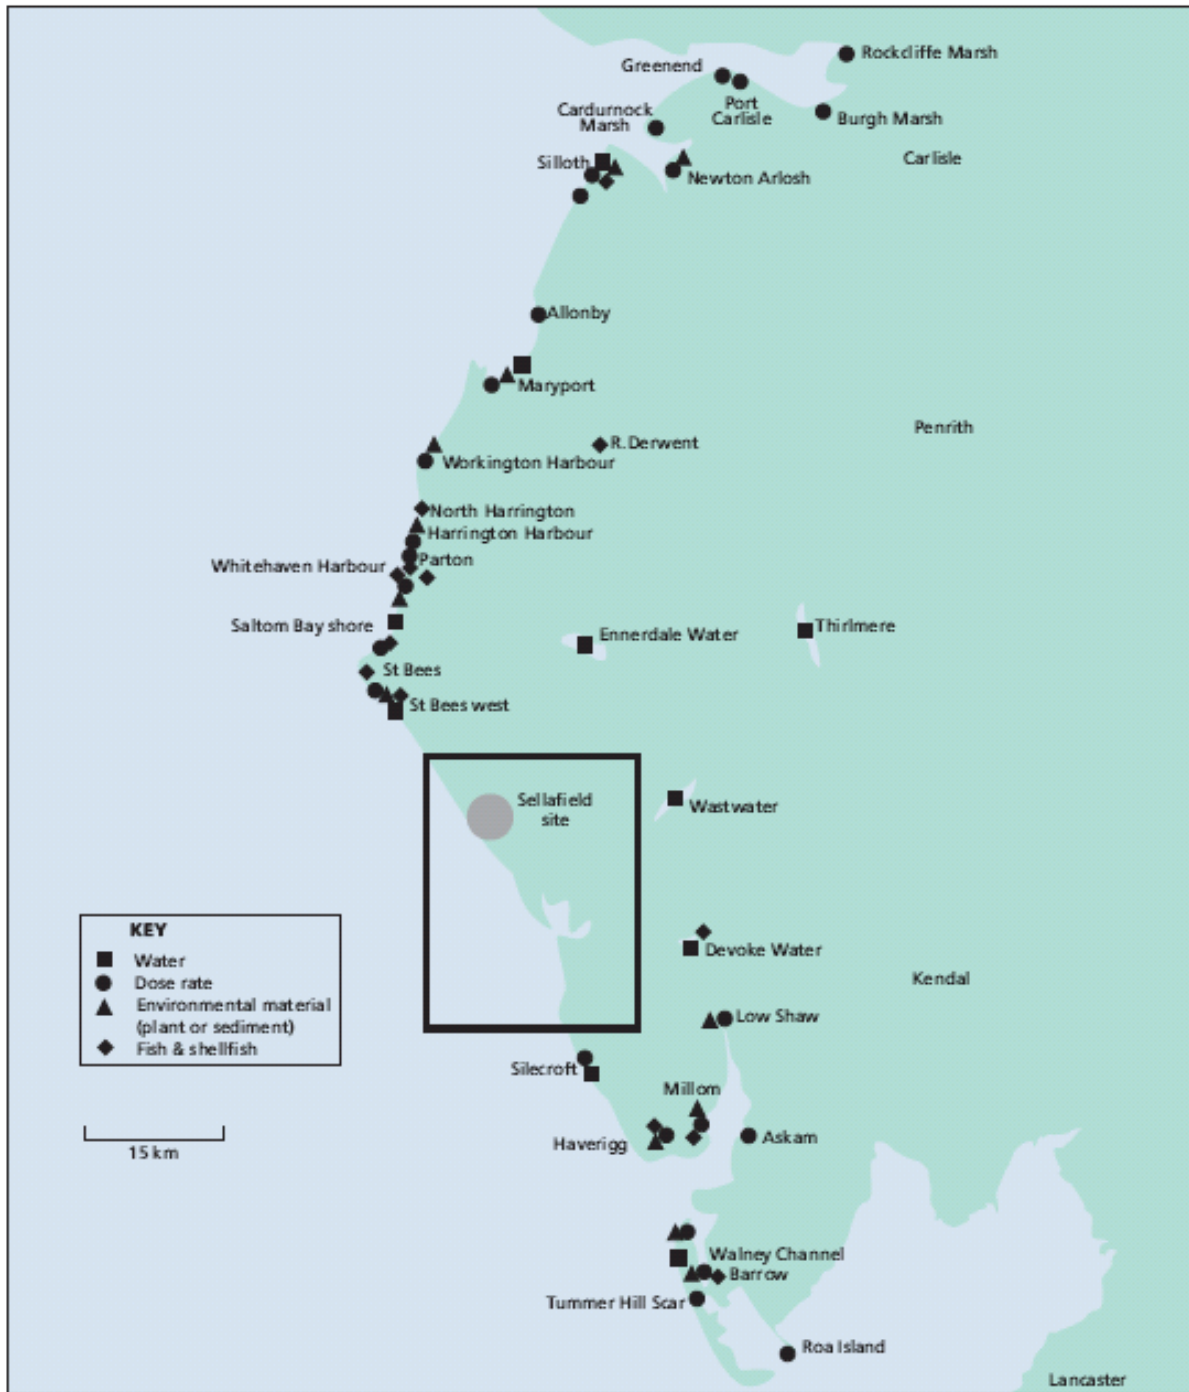 Rockcliffe Marsh
Greenend
Port
Carlisle
Cardurnock
Marsh
Burgh Marsh
Carlisle
Silloth
Newton Arlosh
Allonby
Maryport
Penrith
R.Derwent
Workington Harbour
North Harrington
Harrington Harbour
Parton
Whitehaven Harbour
Saltom Bay shore
Ennerdale Water
Thirlmere
St Bees
St Bees west
Sellafield
site
Wastwater
KEY
Water
Dose rate
Environmental material
(plant or sediment)
Fish & shellfish
Devoke Water
Kendal
Low Shaw
Silecroft
Millom
15 km
Haverigg
Askam
Walney Channel
Barrow
Tummer Hill Scar
Roa Island
Lancaster